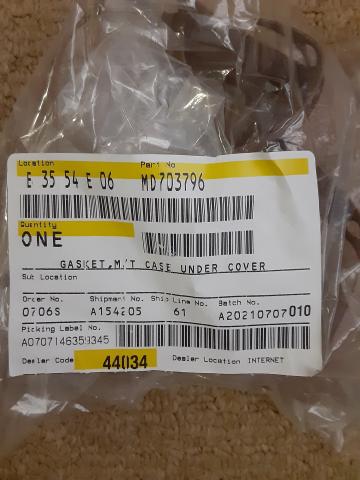 Location Part No
E 35 54 E 06 MD703796
Quantity
ONE
GASKET,M/T CASE UNDER COVER
Sub Location
Order No. Shipment No. Ship Line No. Batch No.
0706S A154205 61 A20210707010
Picking Label No.
A0707146359345
Dealer Code 44034 Dealer Location INTERNET